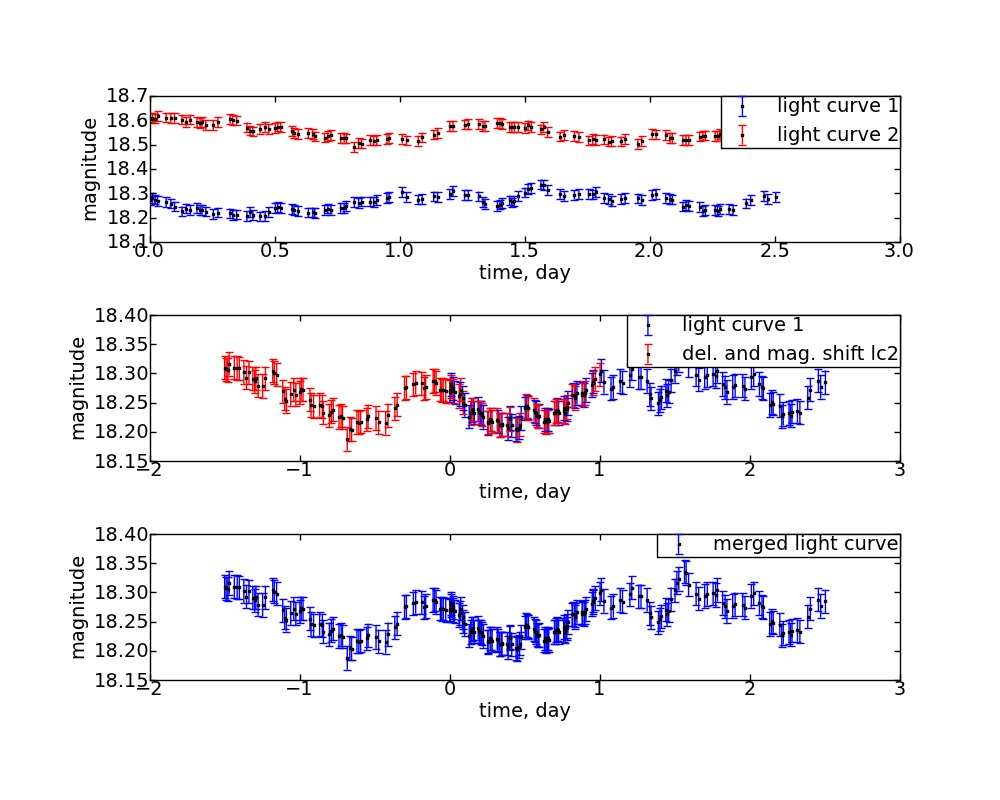 18.7
18.6
18.5
18.4
18.3
18.2
18.1
magnitude
light curve 1
light curve 2
0.0 0.5 1.0 1.5 2.0 2.5 3.0
time, day
18.40
18.35
18.30
18.25
18.20
18.15
magnitude
light curve 1
del. and mag. shift lc2
−2 −1 0 1 2 3
time, day
18.40
18.35
18.30
18.25
18.20
18.15
magnitude
merged light curve
−2 −1 0 1 2 3
time, day